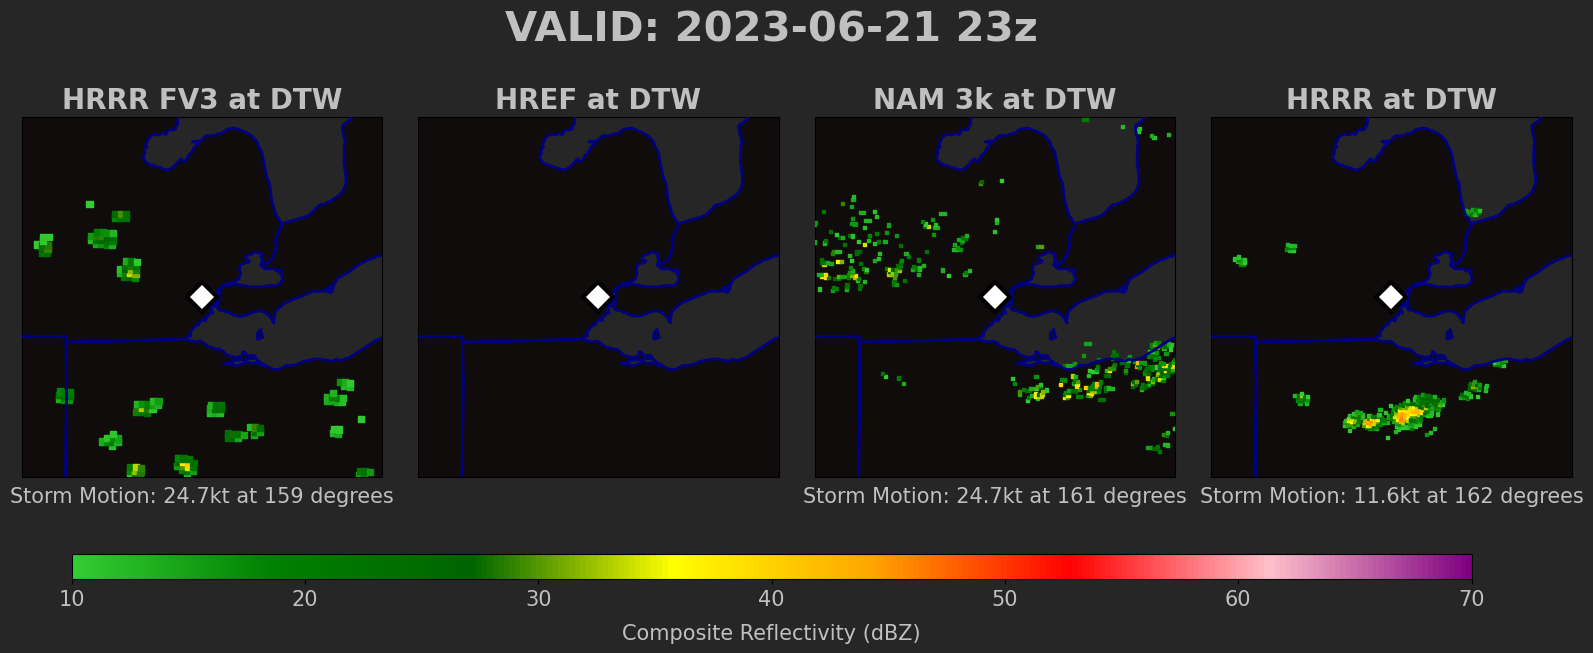 VALID: 2023-06-21 23z
HRRR FV3 at DTW
HREF at DTW
NAM 3k at DTW
HRRR at DTW
Storm Motion: 24.7kt at 159 degrees
Storm Motion: 24.7kt at 161 degrees
Storm Motion: 11.6kt at 162 degrees
10 20 30 40 50 60 70
Composite Reflectivity (dBZ)